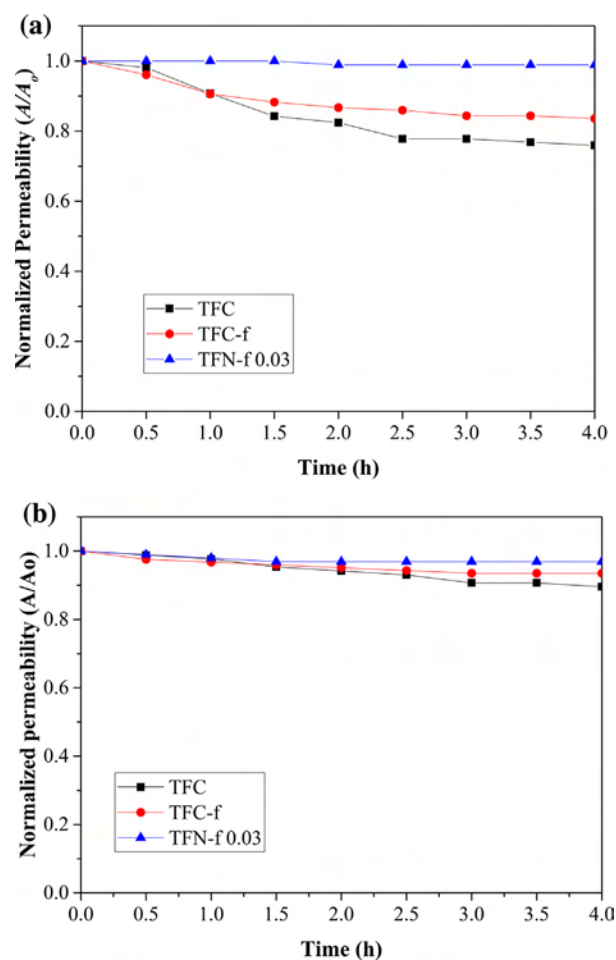 (a)
Normalized Permeability (A/Aₒ)
1.0
0.8
0.6
0.4
0.2
0.0
TFC
TFC-f
TFN-f 0.03
0.0 0.5 1.0 1.5 2.0 2.5 3.0 3.5 4.0
Time (h)
(b)
Normalized permeability (A/Ao)
1.0
0.8
0.6
0.4
0.2
0.0
TFC
TFC-f
TFN-f 0.03
0.0 0.5 1.0 1.5 2.0 2.5 3.0 3.5 4.0
Time (h)